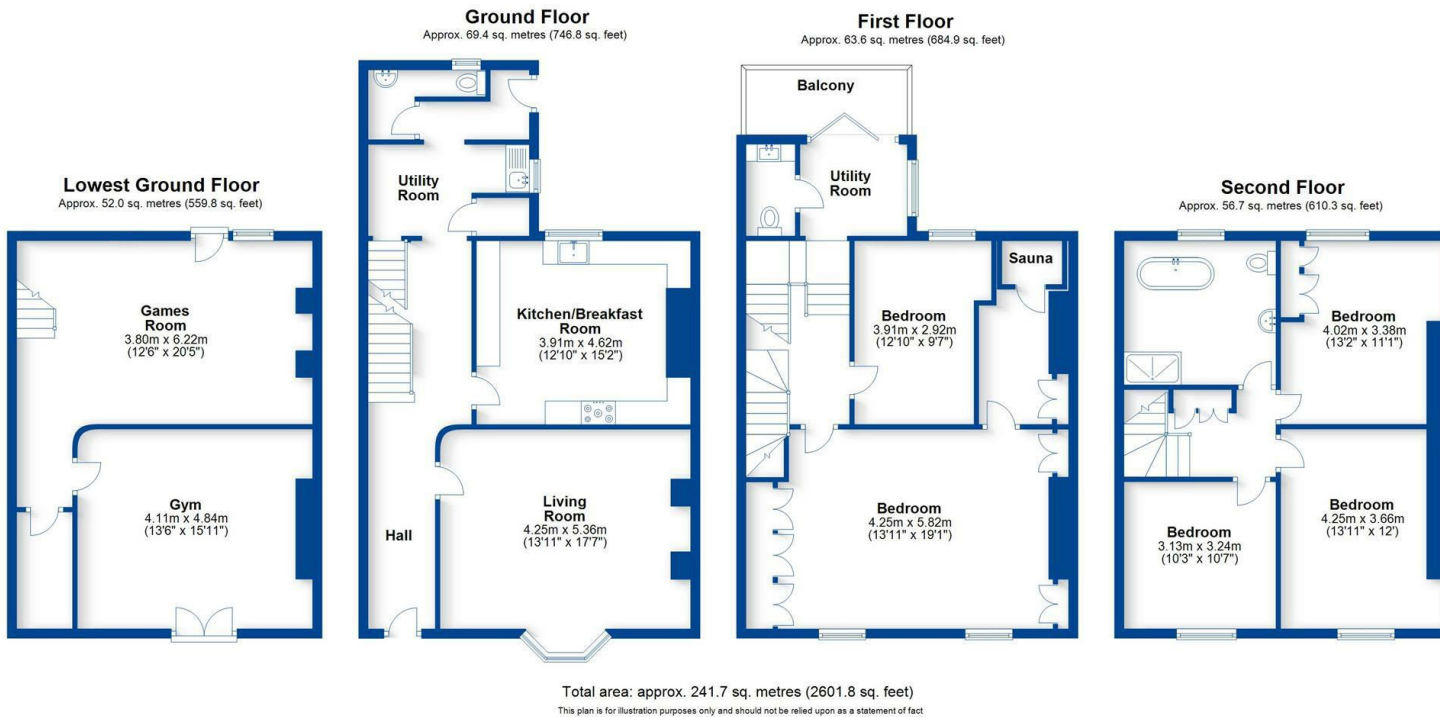 Lowest Ground Floor
Approx. 52.0 sq. metres (559.8 sq. feet)
Games
Room
3.80m x 6.22m
(12'6" x 20'5")
Gym
4.11m x 4.84m
(13'6" x 15'11")
Ground Floor
Approx. 69.4 sq. metres (746.8 sq. feet)
Utility
Room
Kitchen/Breakfast
Room
3.91m x 4.62m
(12'10" x 15'2")
Living
Room
4.25m x 5.36m
(13'11" x 17'7")
Hall
First Floor
Approx. 63.6 sq. metres (684.9 sq. feet)
Balcony
Utility
Room
Sauna
Bedroom
3.91m x 2.92m
(12'10" x 9'7")
Bedroom
4.25m x 5.82m
(13'11" x 19'1")
Second Floor
Approx. 56.7 sq. metres (610.3 sq. feet)
Bedroom
4.02m x 3.38m
(13'2" x 11'1")
Bedroom
4.25m x 3.66m
(13'11" x 12')
Bedroom
3.13m x 3.24m
(10'3" x 10'7")
Total area: approx. 241.7 sq. metres (2601.8 sq. feet)
This plan is for illustration purposes only and should not be relied upon as a statement of fact